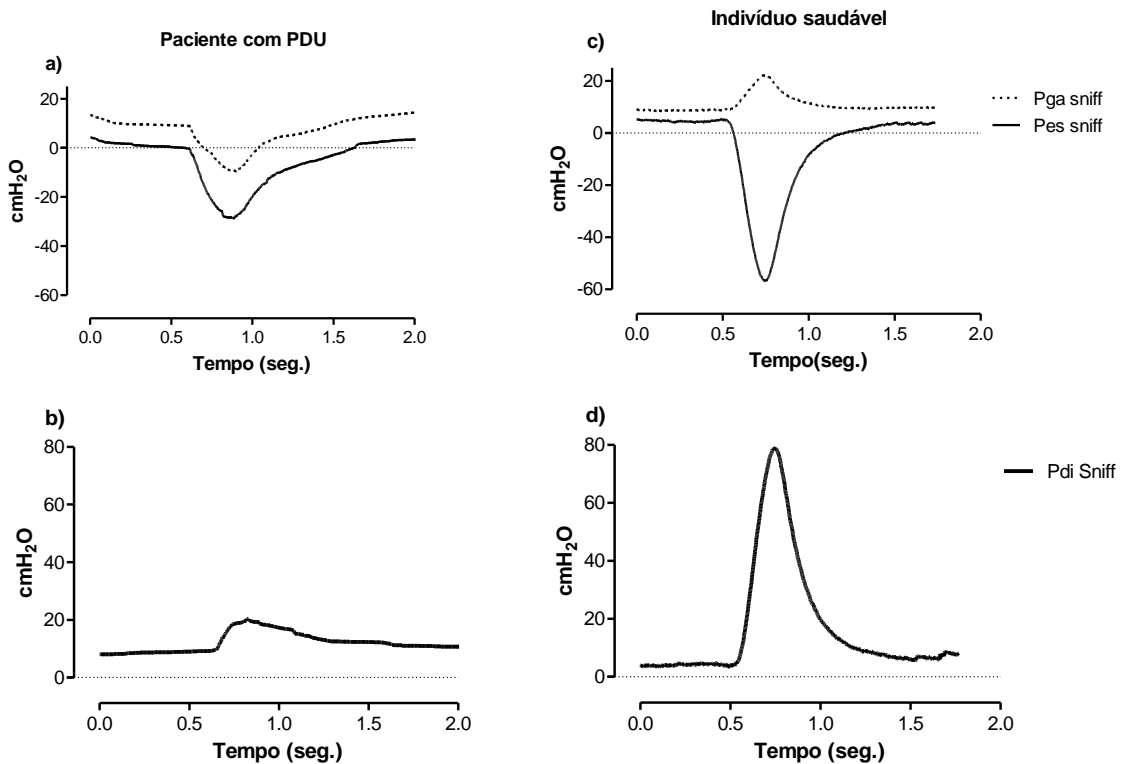 Paciente com PDU
a)
20
0
-20
-40
-60
cmH2O
0.0 0.5 1.0 1.5 2.0
Tempo (seg.)
Indivíduo saudável
c)
20
0
-20
-40
-60
cmH2O
0.0 0.5 1.0 1.5 2.0
Tempo(seg.)
Pga sniff
Pes sniff
b)
80
60
40
20
0
cmH2O
0.0 0.5 1.0 1.5 2.0
Tempo (seg.)
d)
80
60
40
20
0
cmH2O
0.0 0.5 1.0 1.5 2.0
Tempo (seg.)
Pdi Sniff